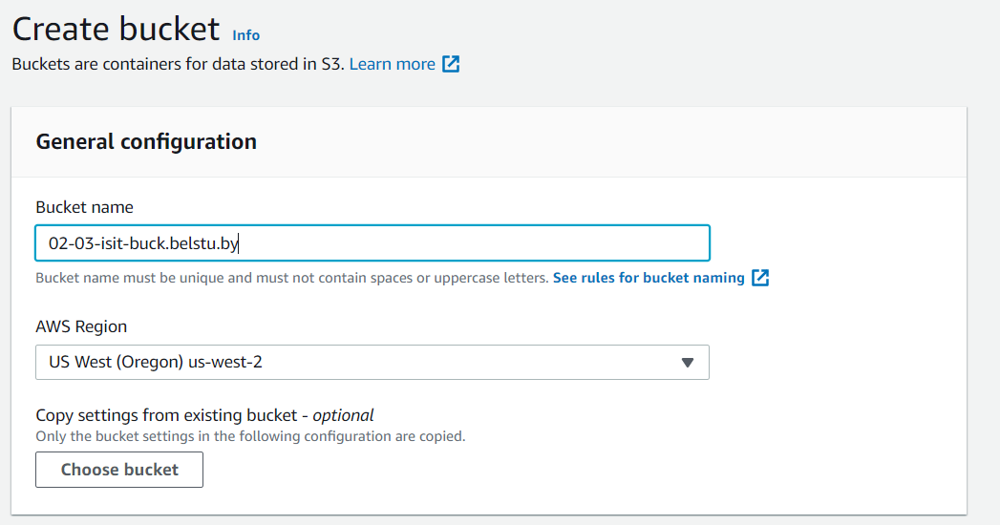 Create bucket Info
Buckets are containers for data stored in S3. Learn more
General configuration
Bucket name
02-03-isit-buck.belstu.by
Bucket name must be unique and must not contain spaces or uppercase letters. See rules for bucket naming
AWS Region
US West (Oregon) us-west-2
Copy settings from existing bucket - optional
Only the bucket settings in the following configuration are copied.
Choose bucket